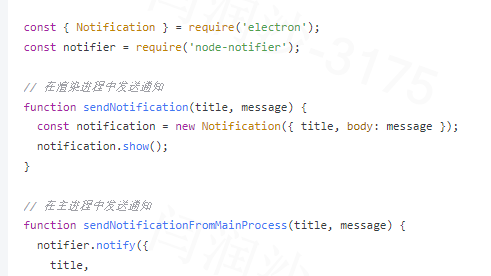 const { Notification } = require('electron');
const notifier = require('node-notifier');
// 在渲染进程中发送通知
function sendNotification(title, message) {
const notification = new Notification({ title, body: message });
notification.show();
}
// 在主进程中发送通知
function sendNotificationFromMainProcess(title, message) {
notifier.notify({
title,